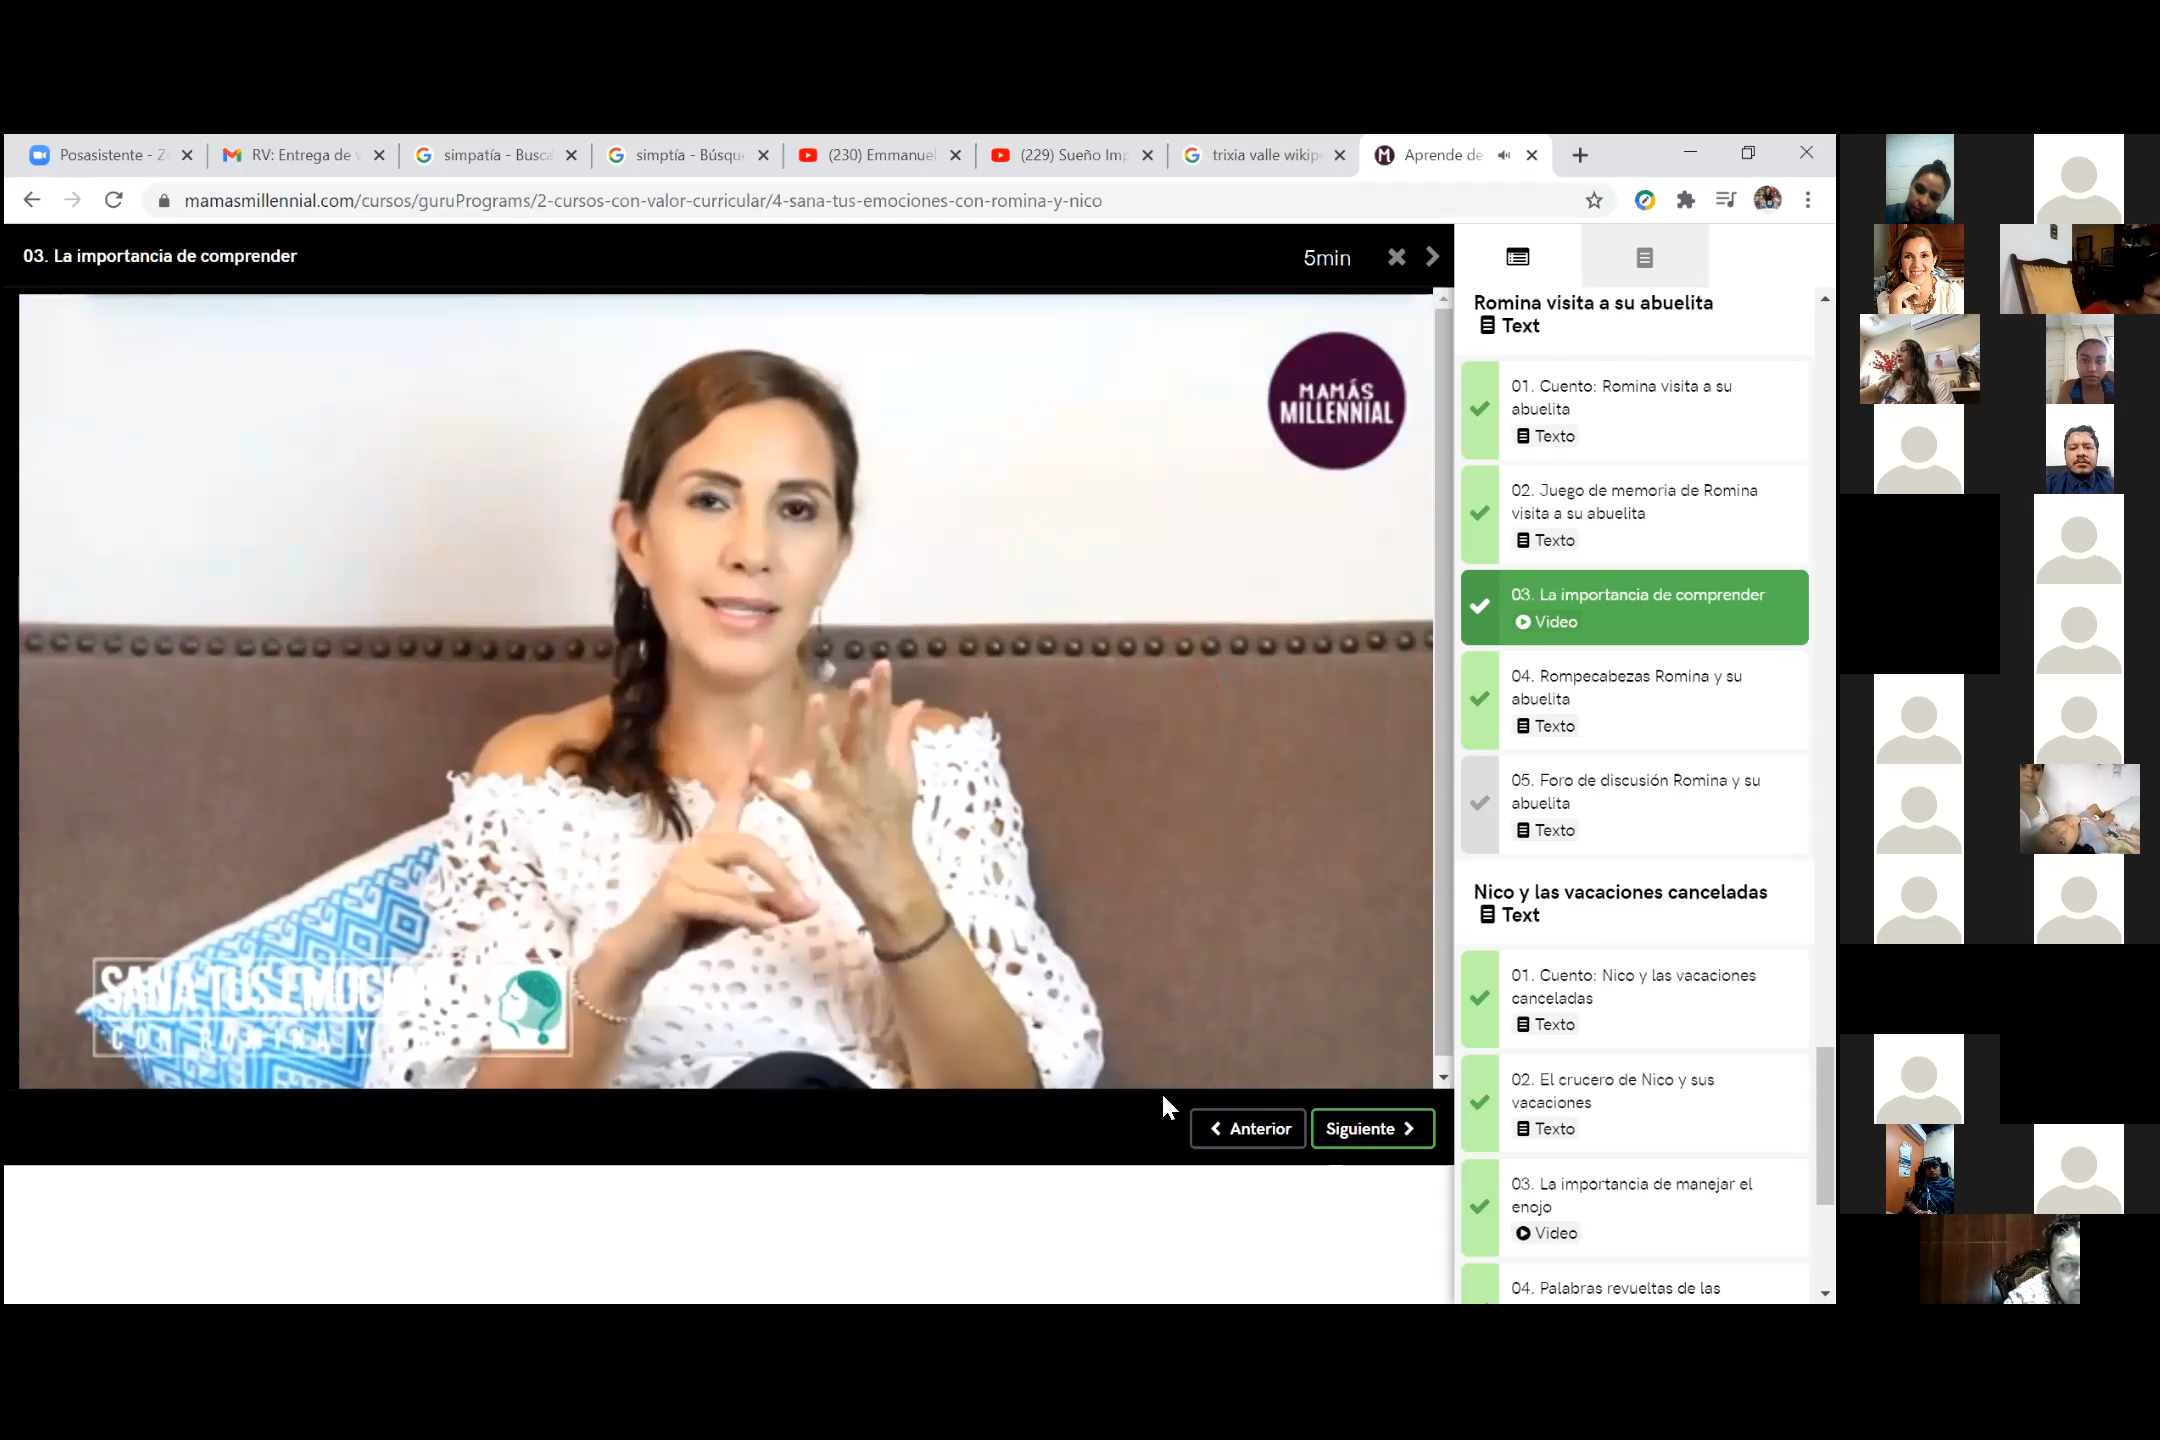 Posasistente - Z
RV: Entrega de
simpatía - Busca
simptía - Búsqu
(230) Emmanuel
(229) Sueño Imp
trixia valle wikip
Aprende de
mamasmillennial.com/cursos/guruPrograms/2-cursos-con-valor-curricular/4-sana-tus-emociones-con-romina-y-nico
03. La importancia de comprender
5min
MAMÁS
MILLENNIAL
SANA TUS EMOC
CON ROMINA Y
Anterior
Siguiente
Romina visita a su abuelita
Text
01. Cuento: Romina visita a su
abuelita
Texto
02. Juego de memoria de Romina
visita a su abuelita
Texto
03. La importancia de comprender
Video
04. Rompecabezas Romina y su
abuelita
Texto
05. Foro de discusión Romina y su
abuelita
Texto
Nico y las vacaciones canceladas
Text
01. Cuento: Nico y las vacaciones
canceladas
Texto
02. El crucero de Nico y sus
vacaciones
Texto
03. La importancia de manejar el
enojo
Video
04. Palabras revueltas de las